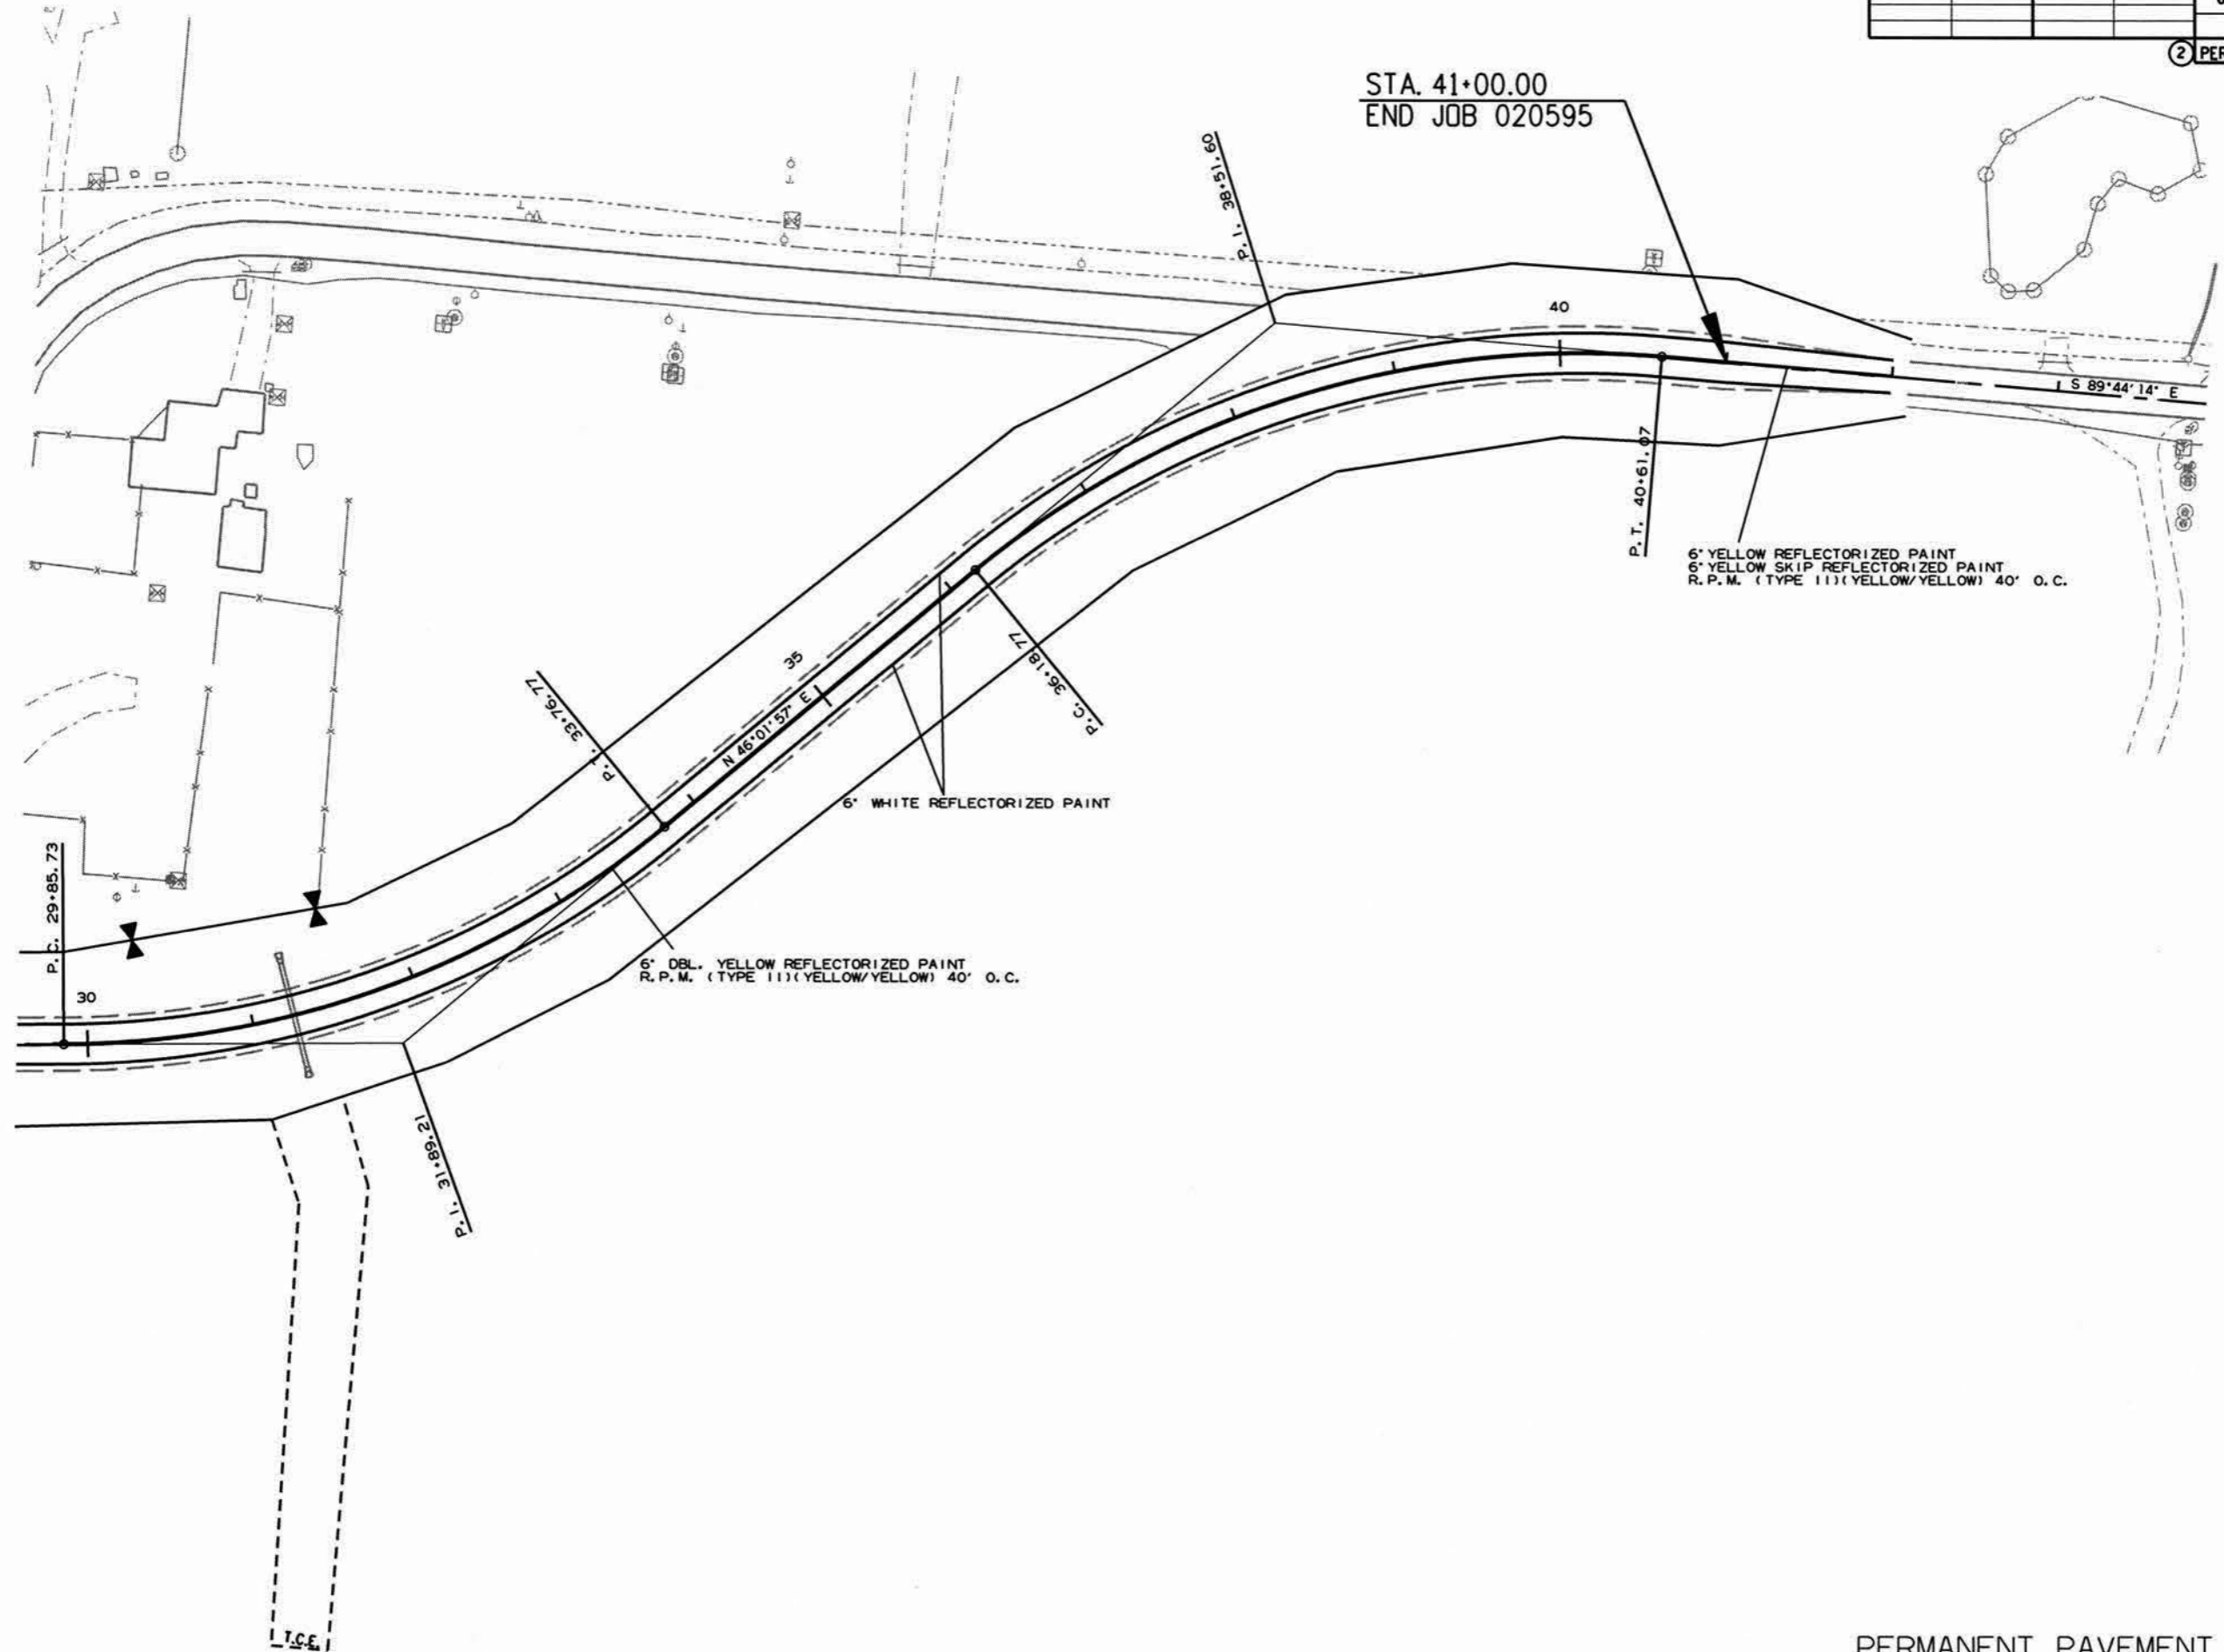 ② PER
STA. 41+00.00
END JOB 020595
P.I. 38+51.60
40
S 89°44'14" E
P.T. 40+61.07
6" YELLOW REFLECTORIZED PAINT
6" YELLOW SKIP REFLECTORIZED PAINT
R.P.M. (TYPE II)(YELLOW/YELLOW) 40' O.C.
35
P.C. 36+18.77
P.T. 33+76.77
N 46°01'57" E
6" WHITE REFLECTORIZED PAINT
P.C. 29+85.73
6" DBL. YELLOW REFLECTORIZED PAINT
R.P.M. (TYPE II)(YELLOW/YELLOW) 40' O.C.
30
P.I. 31+89.21
T.C.E.
PERMANENT PAVEMENT